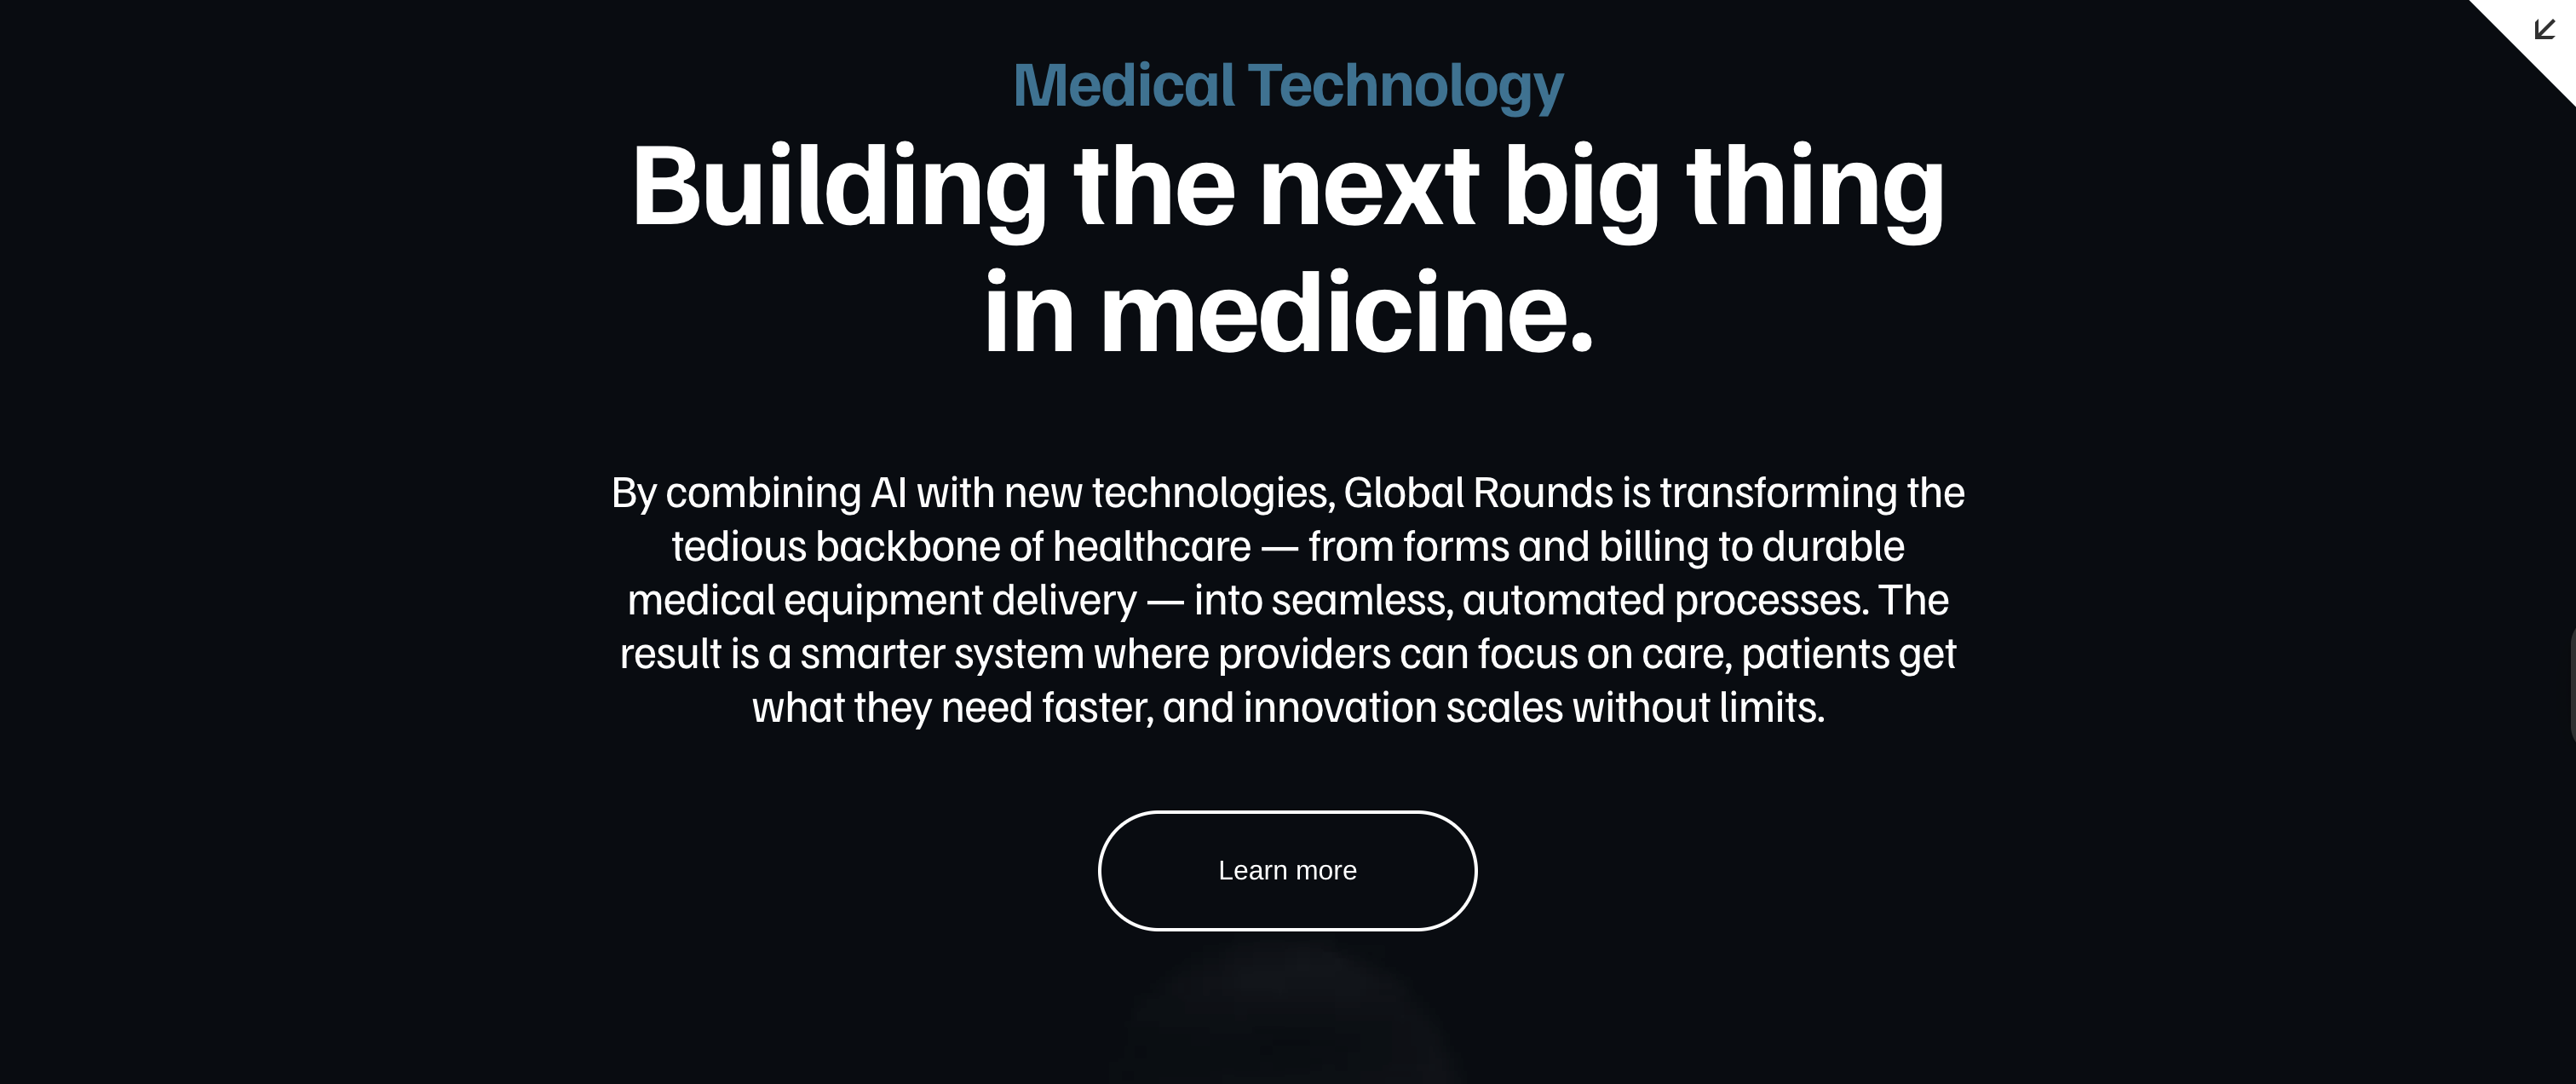 Medical Technology
Building the next big thing
in medicine.
By combining AI with new technologies, Global Rounds is transforming the
tedious backbone of healthcare — from forms and billing to durable
medical equipment delivery — into seamless, automated processes. The
result is a smarter system where providers can focus on care, patients get
what they need faster, and innovation scales without limits.
Learn more